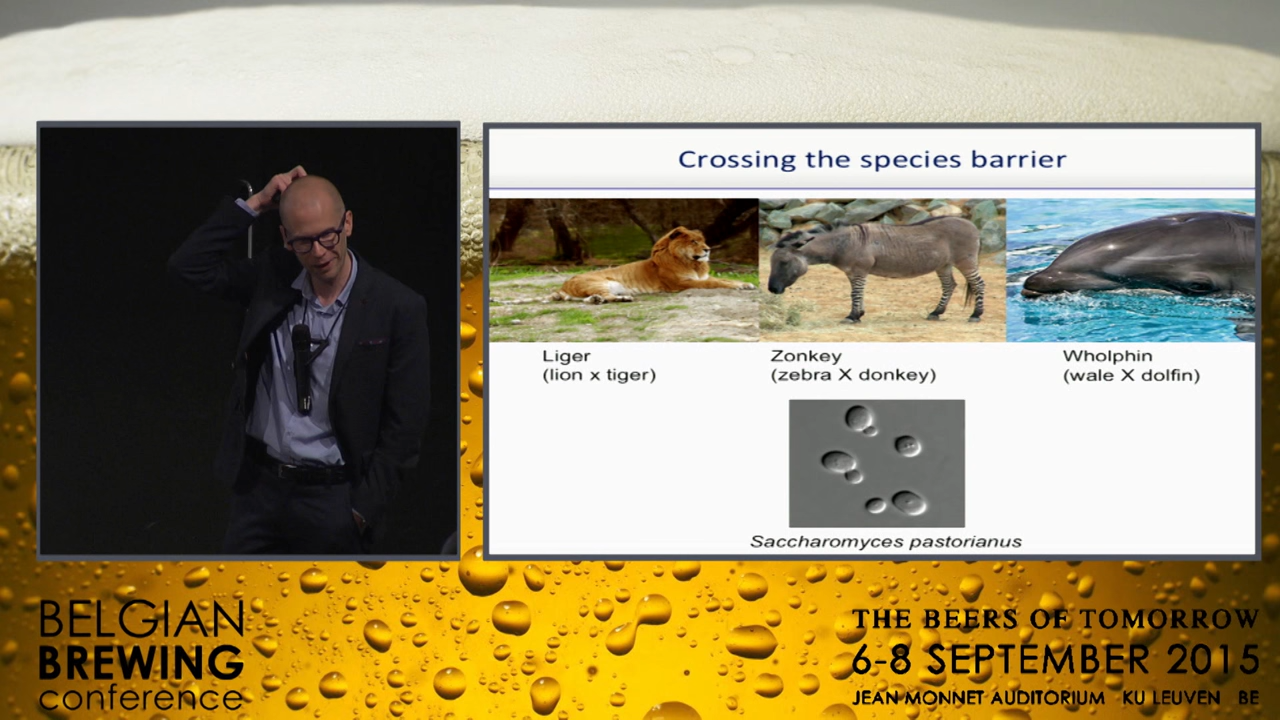 Crossing the species barrier
Liger
(lion x tiger)
Zonkey
(zebra X donkey)
Wholphin
(wale X dolfin)
Saccharomyces pastorianus
BELGIAN
BREWING
conference
THE BEERS OF TOMORROW
6-8 SEPTEMBER 2015
JEAN MONNET AUDITORIUM KU LEUVEN BE